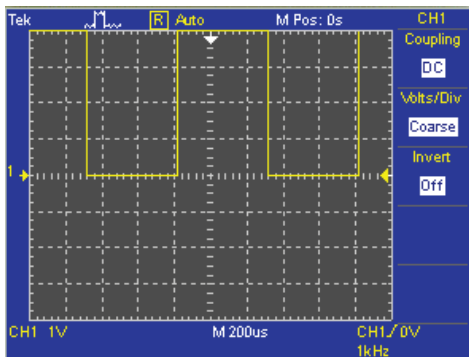 Tek R Auto M Pos: 0s CH1
Coupling
DC
Volts/Div
Coarse
Invert
Off
1
CH1 1V M 200us CH1 / 0V
1kHz